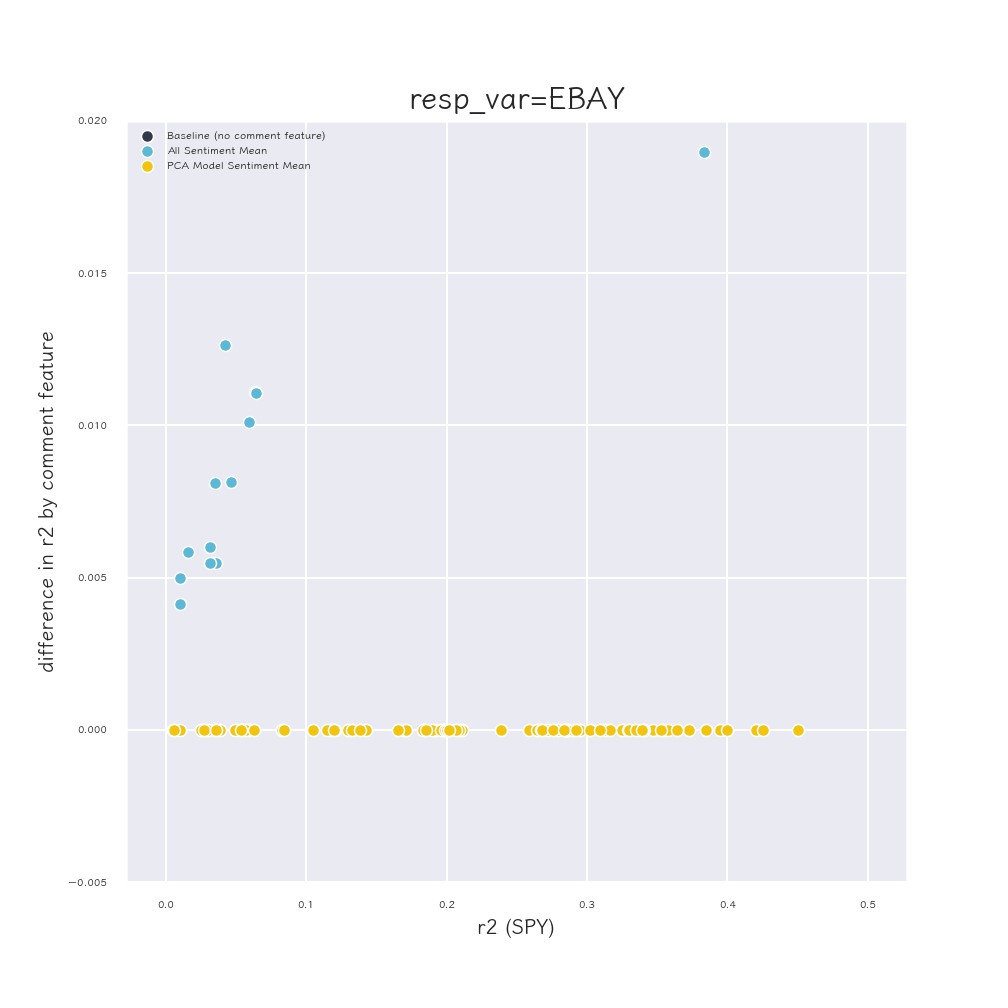 resp_var=EBAY
Baseline (no comment feature)
All Sentiment Mean
PCA Model Sentiment Mean
0.020
0.015
0.010
0.005
0.000
−0.005
difference in r2 by comment feature
0.0 0.1 0.2 0.3 0.4 0.5
r2 (SPY)